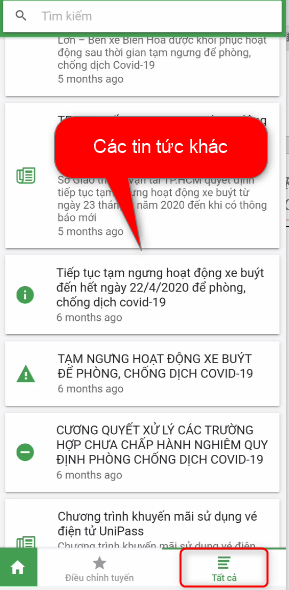 Tìm kiếm
Lớn – Bến xe Biên Hòa được khôi phục hoạt
động sau thời gian tạm ngưng để phòng,
chống dịch Covid-19
5 months ago
Các tin tức khác
Sở Giao thông vận tải TP.HCM quyết định
tiếp tục tạm ngưng hoạt động xe buýt từ
ngày 23 tháng năm 2020 đến khi có thông
báo mới
5 months ago
Tiếp tục tạm ngưng hoạt động xe buýt
đến hết ngày 22/4/2020 để phòng,
chống dịch covid-19
6 months ago
TẠM NGƯNG HOẠT ĐỘNG XE BUÝT
ĐỂ PHÒNG, CHỐNG DỊCH COVID-19
6 months ago
CƯƠNG QUYẾT XỬ LÝ CÁC TRƯỜNG
HỢP CHƯA CHẤP HÀNH NGHIÊM QUY
ĐỊNH PHÒNG CHỐNG DỊCH COVID-19
6 months ago
Chương trình khuyến mãi sử dụng vé
điện tử UniPass
Chương trình khuyến mãi sử dụng vé điện
Điều chỉnh tuyến
Tất cả